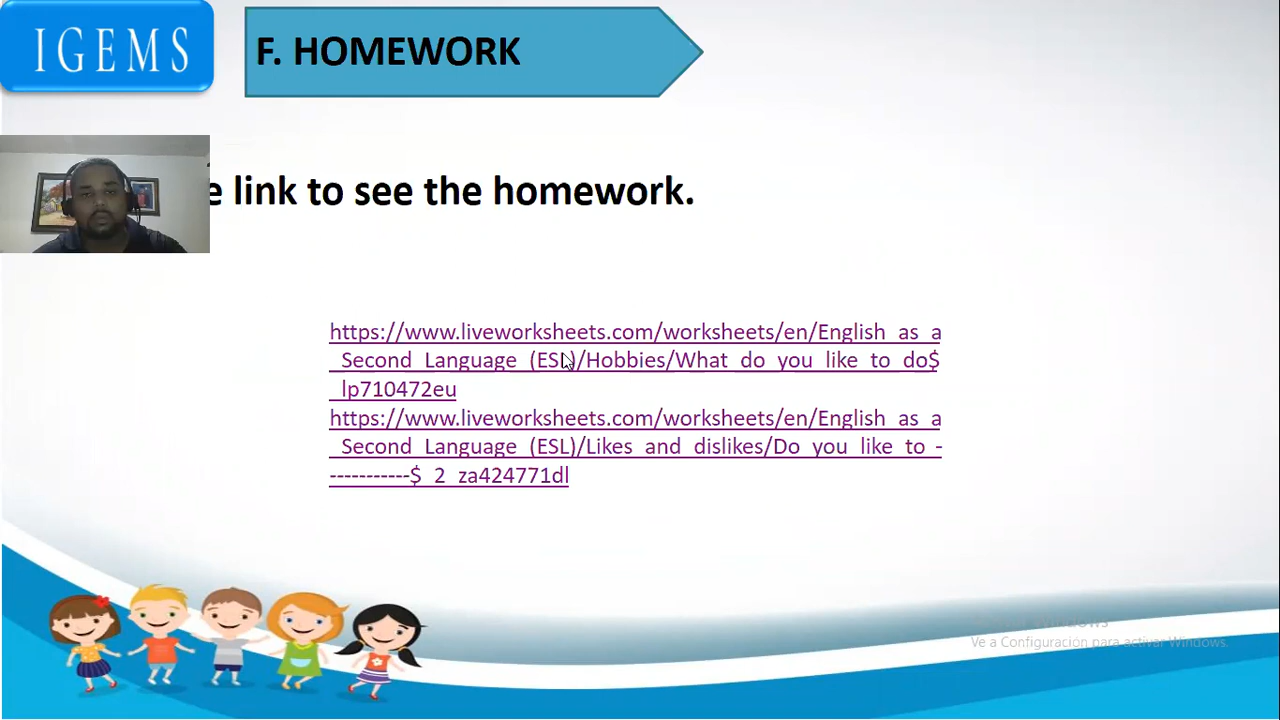 IGEMS
F. HOMEWORK
link to see the homework.
https://www.liveworksheets.com/worksheets/en/English_as_a
_Second_Language_(ESL)/Hobbies/What_do_you_like_to_do$
_lp710472eu
https://www.liveworksheets.com/worksheets/en/English_as_a
_Second_Language_(ESL)/Likes_and_dislikes/Do_you_like_to_-
-----------$_2_za424771dl
Ve a Configuración para activar Windows.